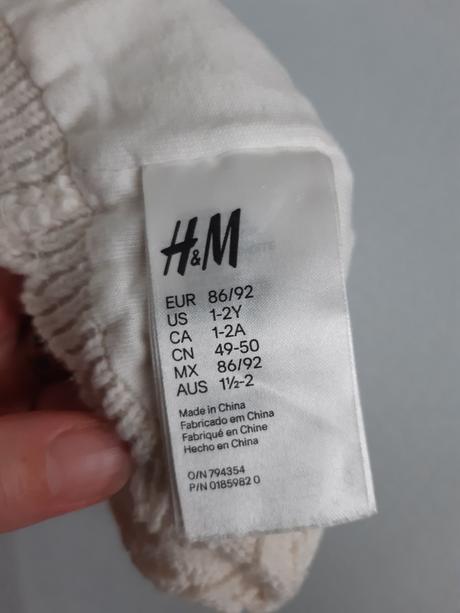 H&M
EUR 86/92
US 1-2Y
CA 1-2A
CN 49-50
MX 86/92
AUS 1½-2
Made in China
Fabricado em China
Fabriqué en Chine
Hecho en China
O/N 794354
P/N 0185982 0